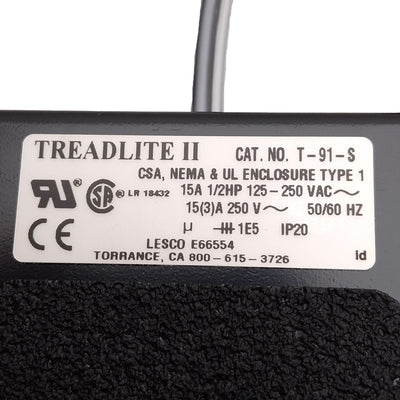 TREADLITE II CAT. NO. T-91-S
CSA, NEMA & UL ENCLOSURE TYPE 1
LR 18432 15A 1/2HP 125-250 VAC~
15(3)A 250 V~ 50/60 HZ
CE µ 1E5 IP20
LESCO E66554
TORRANCE, CA 800-615-3726 id